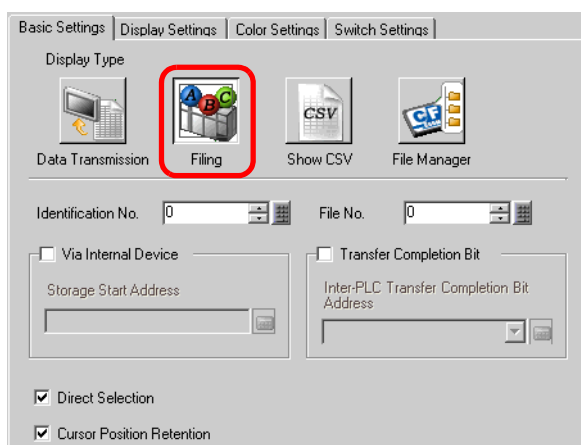 Basic Settings Display Settings Color Settings Switch Settings
Display Type
A B C CSV CF
Data Transmission Filing Show CSV File Manager
Identification No. 0 File No. 0
Via Internal Device Transfer Completion Bit
Storage Start Address Inter-PLC Transfer Completion Bit
Address
Direct Selection
Cursor Position Retention